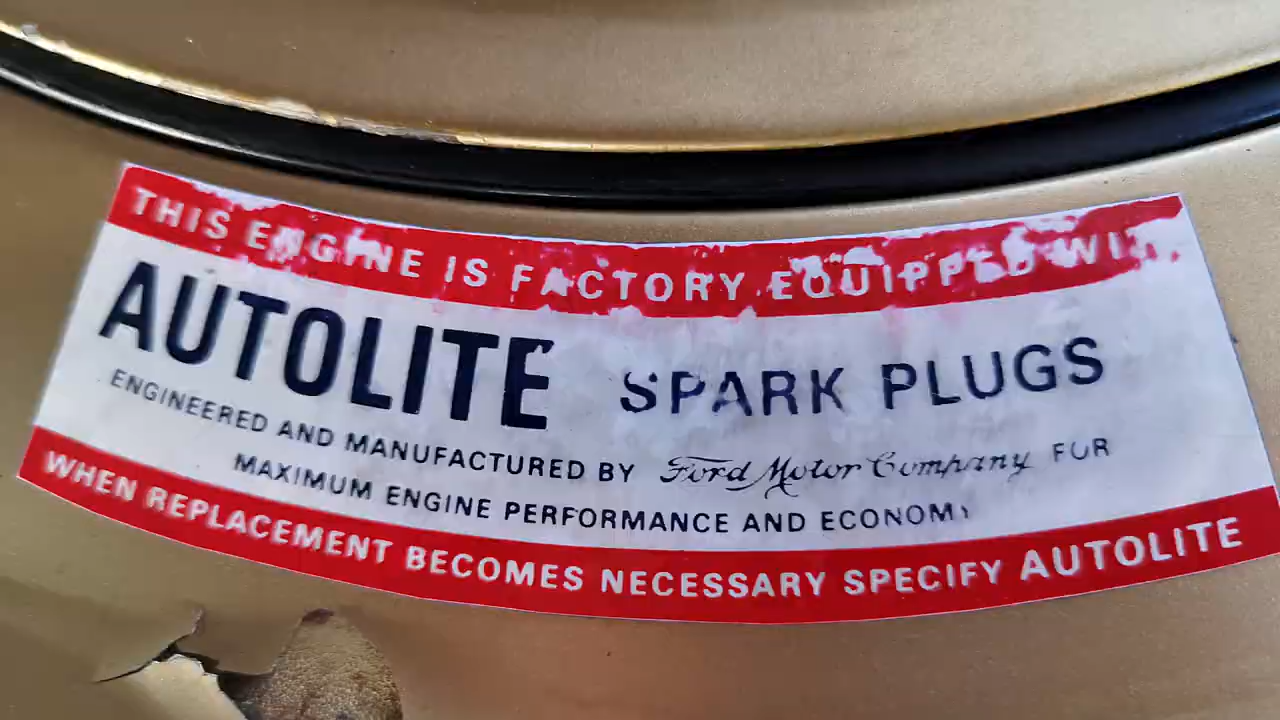 THIS ENGINE IS FACTORY EQUIPPED WITH
AUTOLITE SPARK PLUGS
ENGINEERED AND MANUFACTURED BY Ford Motor Company FOR
MAXIMUM ENGINE PERFORMANCE AND ECONOMY
WHEN REPLACEMENT BECOMES NECESSARY SPECIFY AUTOLITE